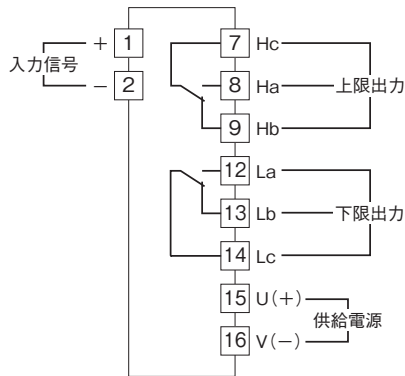 + 1
入力信号
− 2
7 Hc
8 Ha 上限出力
9 Hb
12 La
13 Lb 下限出力
14 Lc
15 U(+)
供給電源
16 V(−)